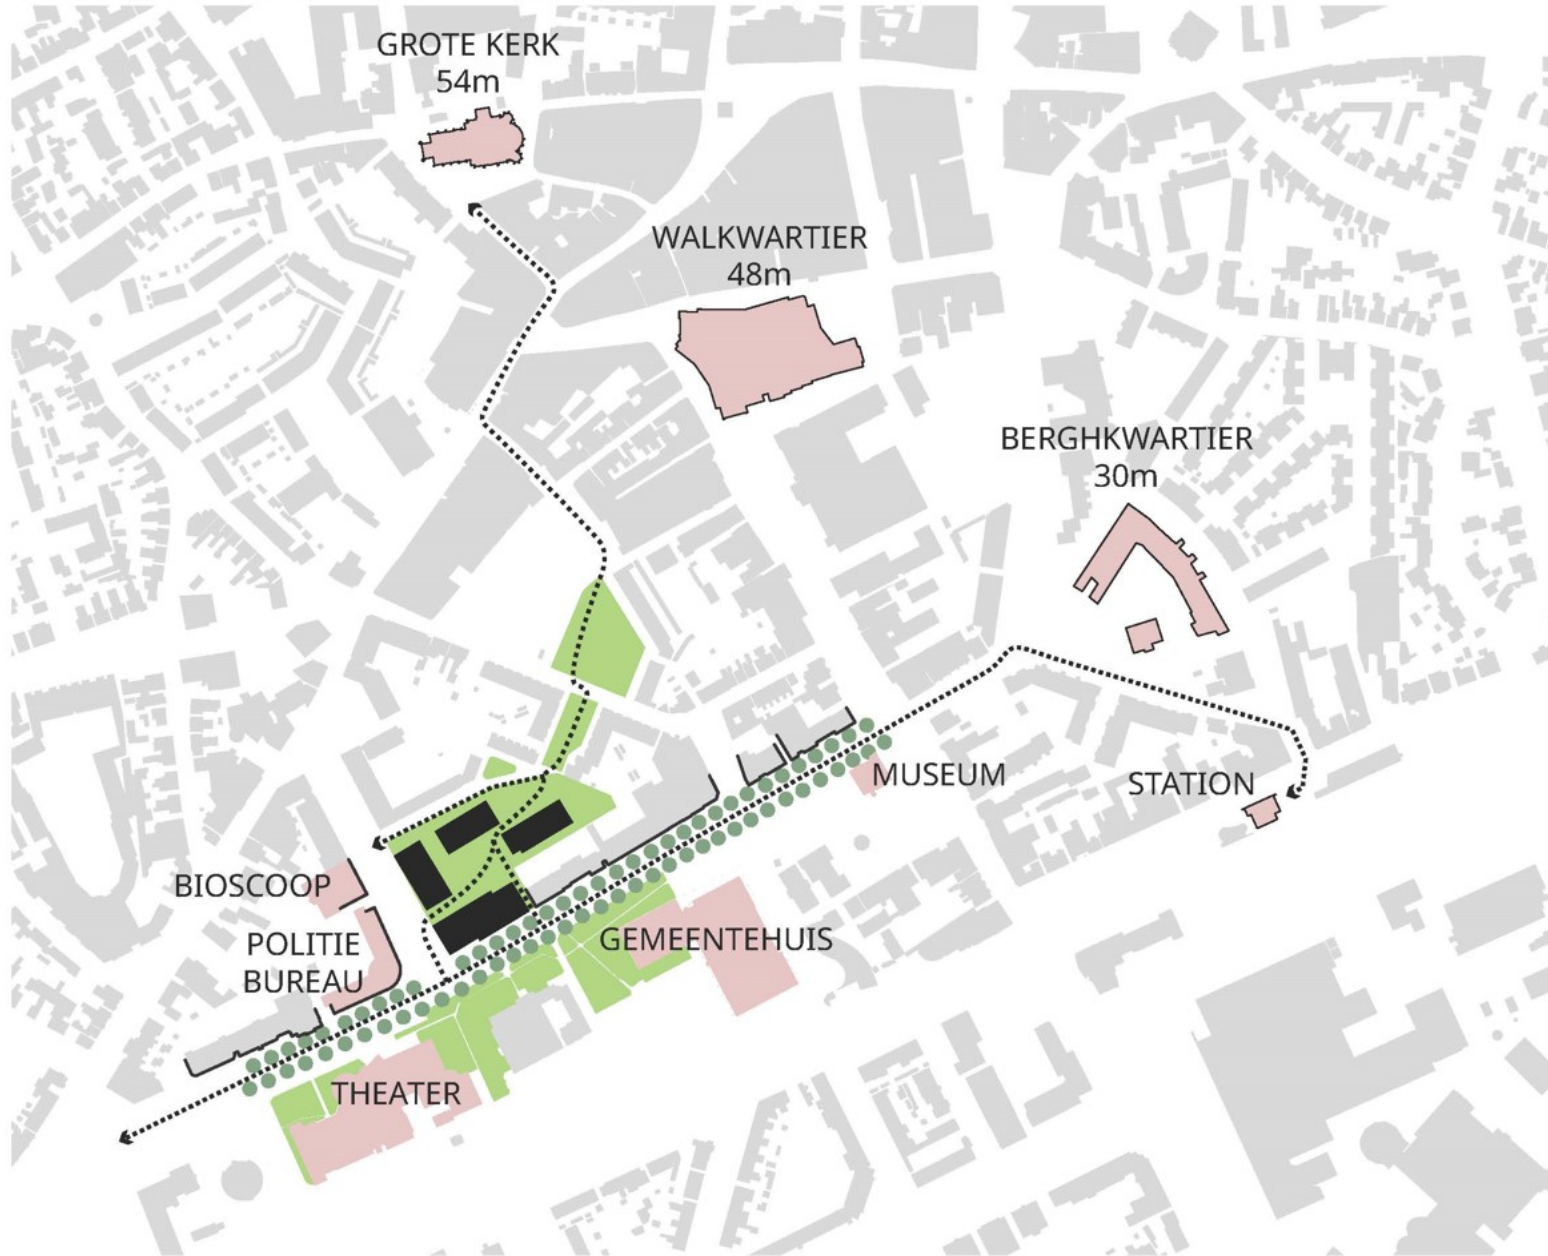 GROTE KERK
54m
WALKWARTIER
48m
BERGHKWARTIER
30m
MUSEUM
STATION
BIOSCOOP
POLITIE
BUREAU
GEMEENTEHUIS
THEATER